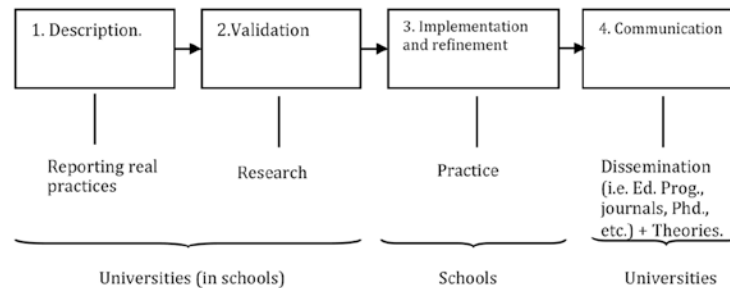 1. Description.
2.Validation
3. Implementation
and refinement
4. Communication
Reporting real
practices
Research
Practice
Dissemination
(i.e. Ed. Prog.,
journals, Phd.,
etc.) + Theories.
Universities (in schools)
Schools
Universities